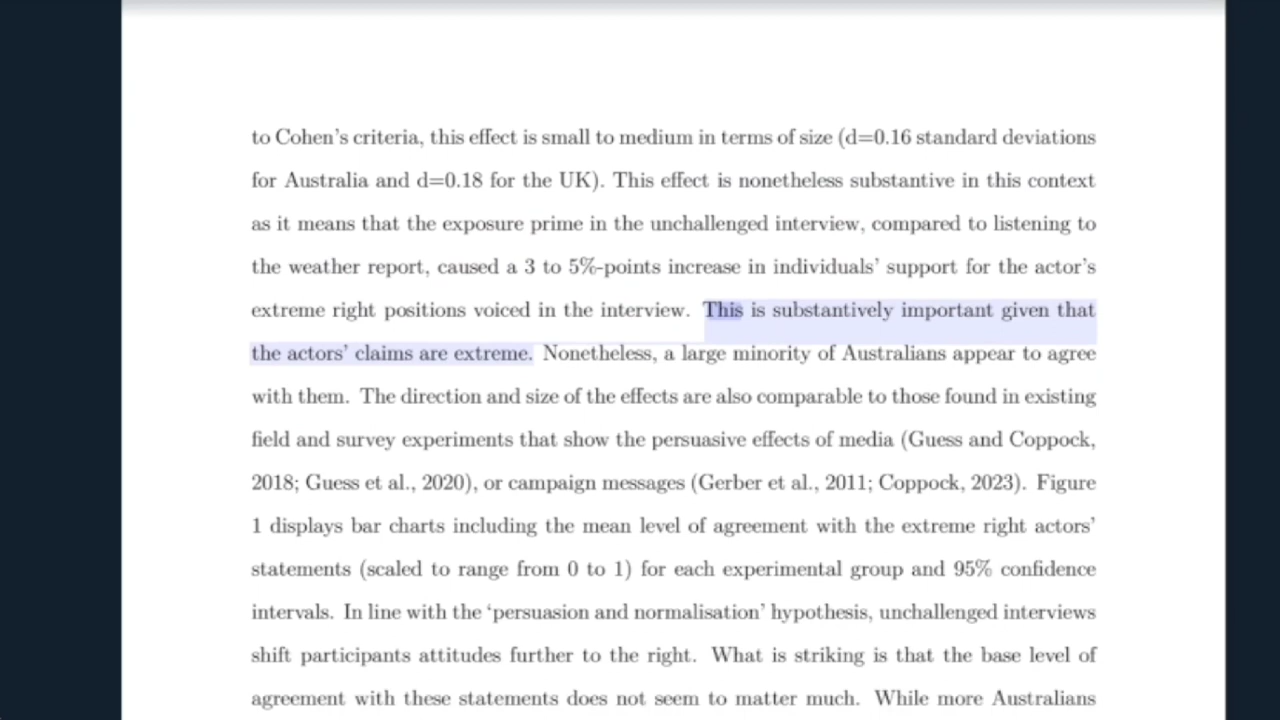 to Cohen’s criteria, this effect is small to medium in terms of size (d=0.16 standard deviations
for Australia and d=0.18 for the UK). This effect is nonetheless substantive in this context
as it means that the exposure prime in the unchallenged interview, compared to listening to
the weather report, caused a 3 to 5%-points increase in individuals’ support for the actor’s
extreme right positions voiced in the interview. This is substantively important given that
the actors’ claims are extreme. Nonetheless, a large minority of Australians appear to agree
with them. The direction and size of the effects are also comparable to those found in existing
field and survey experiments that show the persuasive effects of media (Guess and Coppock,
2018; Guess et al., 2020), or campaign messages (Gerber et al., 2011; Coppock, 2023). Figure
1 displays bar charts including the mean level of agreement with the extreme right actors’
statements (scaled to range from 0 to 1) for each experimental group and 95% confidence
intervals. In line with the ‘persuasion and normalisation’ hypothesis, unchallenged interviews
shift participants attitudes further to the right. What is striking is that the base level of
agreement with these statements does not seem to matter much. While more Australians